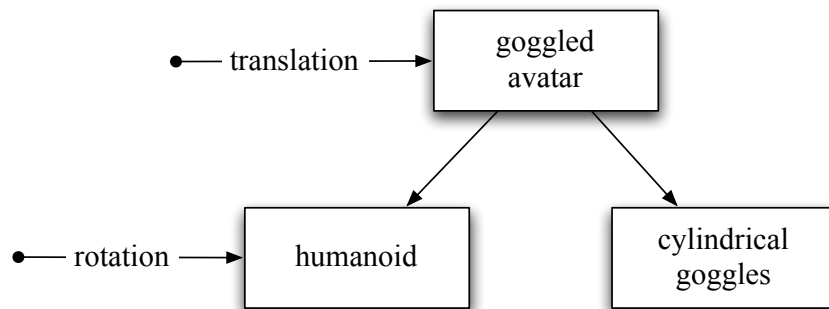 translation
goggled
avatar
rotation
humanoid
cylindrical
goggles